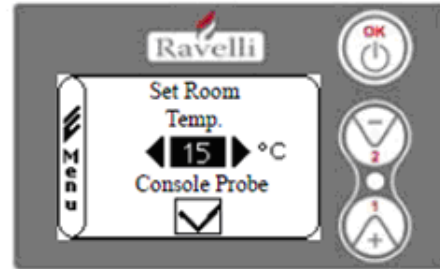 Ravelli
OK
Set Room
Temp.
15 °C
Console Probe
Menu
2
1